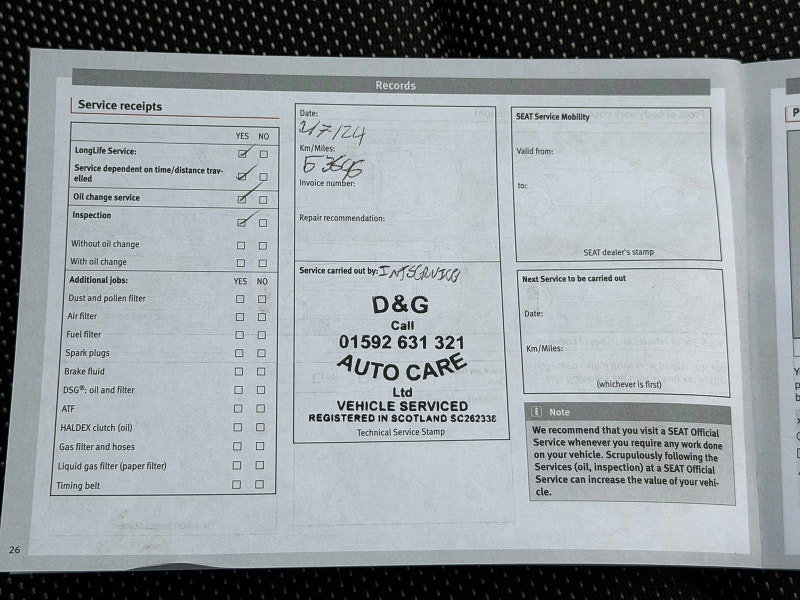 Records
Service receipts
YES NO
LongLife Service:
Service dependent on time/distance trav-
elled
Oil change service
Inspection
Without oil change
With oil change
Additional jobs: YES NO
Dust and pollen filter
Air filter
Fuel filter
Spark plugs
Brake fluid
DSG®: oil and filter
ATF
HALDEX clutch (oil)
Gas filter and hoses
Liquid gas filter (paper filter)
Timing belt
26
Date:
2/7/24
Km/Miles:
Invoice number:
Repair recommendation:
Service carried out by:
D&G
Call
01592 631 321
AUTO CARE
Ltd
VEHICLE SERVICED
REGISTERED IN SCOTLAND SC262338
Technical Service Stamp
SEAT Service Mobility
Valid from:
to:
SEAT dealer's stamp
Next Service to be carried out
Date:
Km/Miles:
(whichever is first)
i Note
We recommend that you visit a SEAT Official
Service whenever you require any work done
on your vehicle. Scrupulously following the
Services (oil, inspection) at a SEAT Official
Service can increase the value of your vehi-
cle.